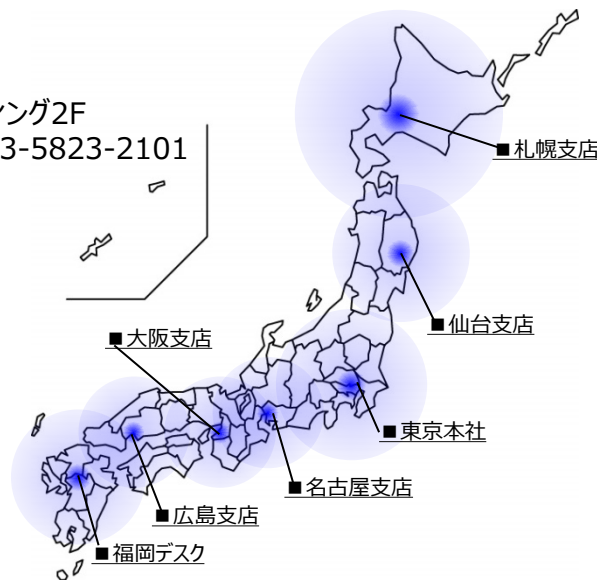 ィング2F
3-5823-2101
■札幌支店
■仙台支店
■大阪支店
■東京本社
■名古屋支店
■広島支店
■福岡デスク